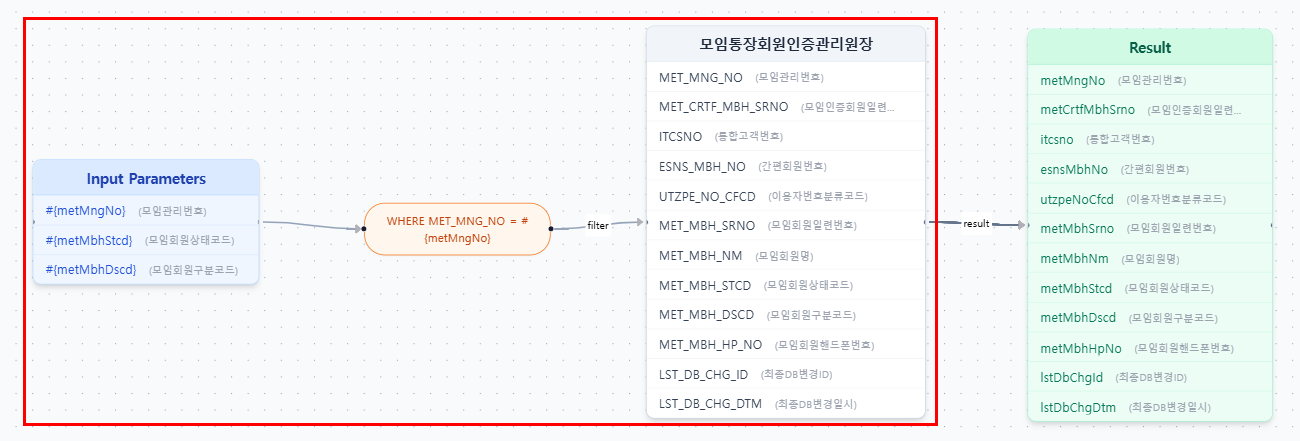 Input Parameters
#{metMngNo} (모임관리번호)
#{metMbhStcd} (모임회원상태코드)
#{metMbhDscd} (모임회원구분코드)
WHERE MET_MNG_NO = #
{metMngNo}
filter
모임통장회원인증관리원장
MET_MNG_NO (모임관리번호)
MET_CRTF_MBH_SRNO (모임인증회원일련...
ITCSNO (통합고객번호)
ESNS_MBH_NO (간편회원번호)
UTZPE_NO_CFCD (이용자번호분류코드)
MET_MBH_SRNO (모임회원일련번호)
MET_MBH_NM (모임회원명)
MET_MBH_STCD (모임회원상태코드)
MET_MBH_DSCD (모임회원구분코드)
MET_MBH_HP_NO (모임회원핸드폰번호)
LST_DB_CHG_ID (최종DB변경ID)
LST_DB_CHG_DTM (최종DB변경일시)
result
Result
metMngNo (모임관리번호)
metCrtfMbhSrno (모임인증회원일련...
itcsno (통합고객번호)
esnsMbhNo (간편회원번호)
utzpeNoCfcd (이용자번호분류코드)
metMbhSrno (모임회원일련번호)
metMbhNm (모임회원명)
metMbhStcd (모임회원상태코드)
metMbhDscd (모임회원구분코드)
metMbhHpNo (모임회원핸드폰번호)
lstDbChgId (최종DB변경ID)
lstDbChgDtm (최종DB변경일시)